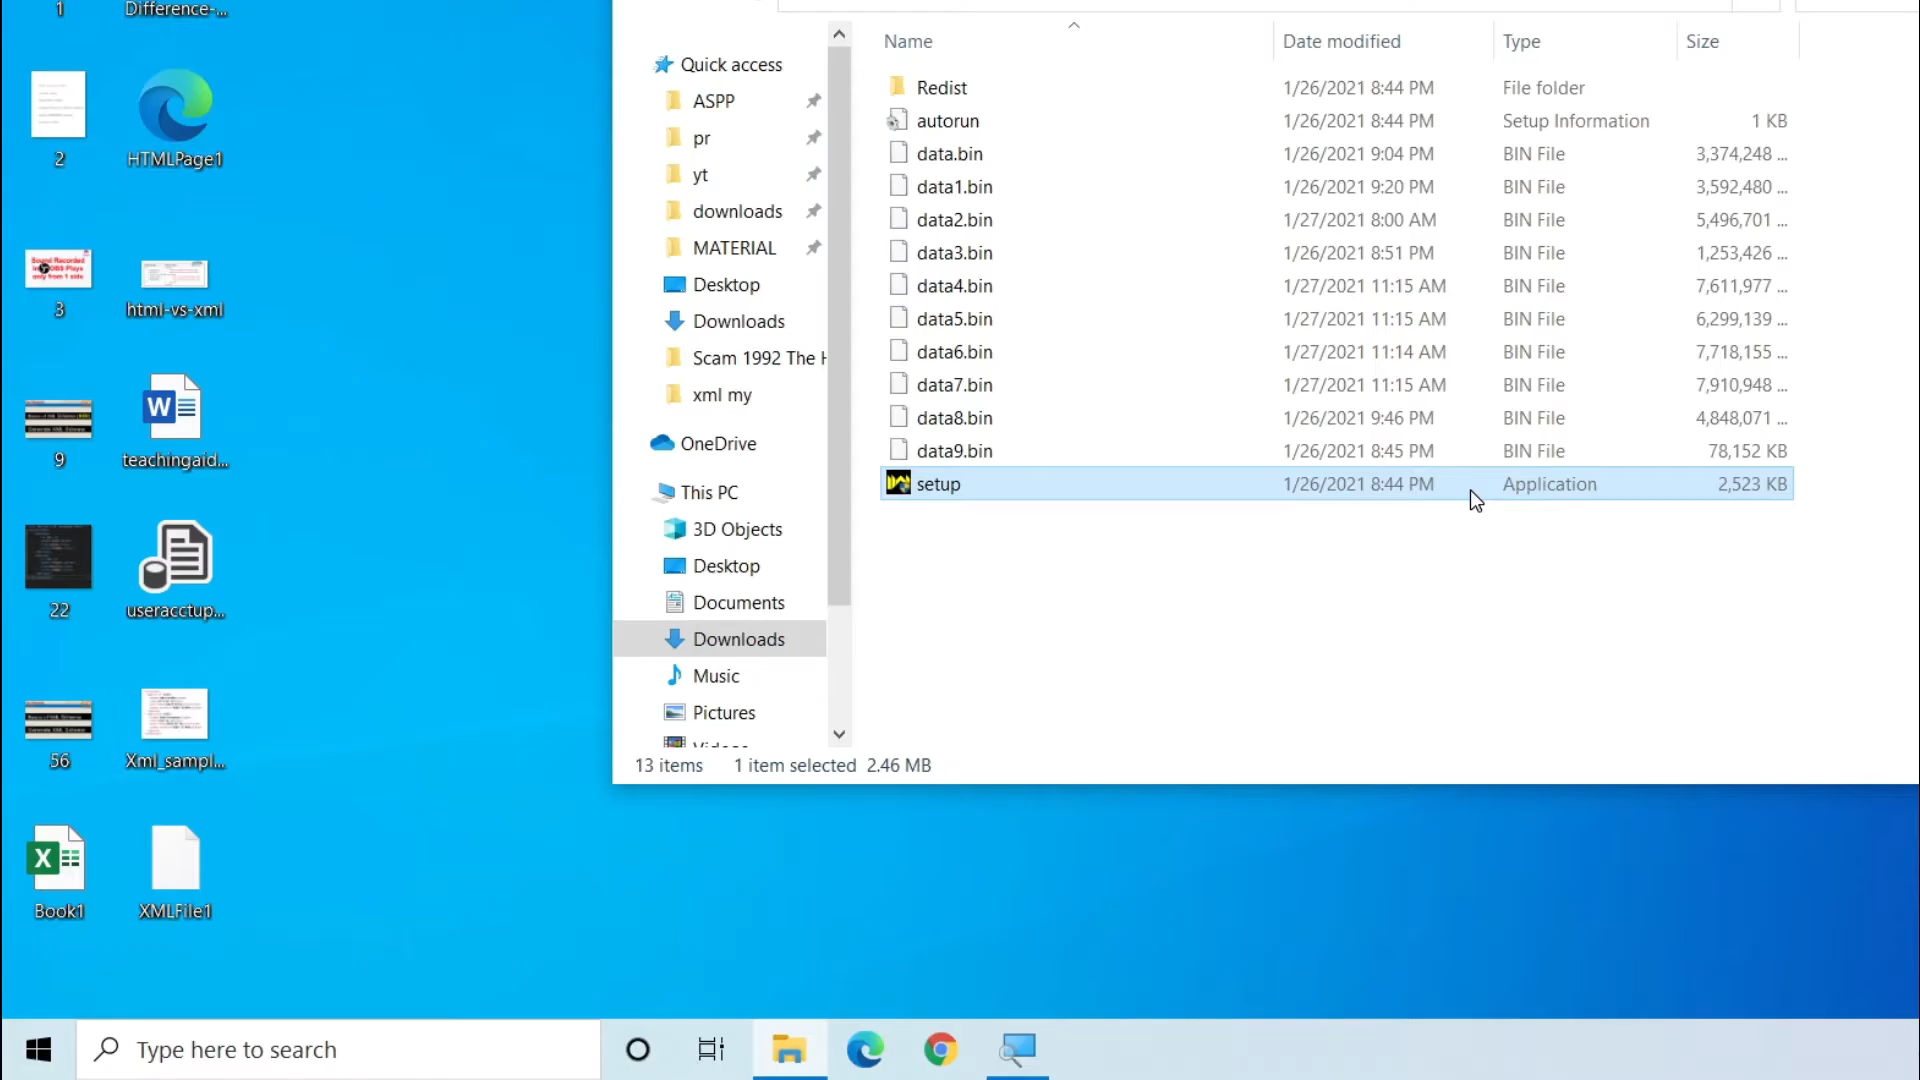 1
Difference-...
2
HTMLPage1
Sound Recorded
Plays
only from 1 side
3
html-vs-xml
9
teachingaid...
22
useracctup...
56
Xml_sampl...
Book1
XMLFile1
Quick access
ASPP
pr
yt
downloads
MATERIAL
Desktop
Downloads
Scam 1992 The H
xml my
OneDrive
This PC
3D Objects
Desktop
Documents
Downloads
Music
Pictures
Videos
Name Date modified Type Size
Redist 1/26/2021 8:44 PM File folder
autorun 1/26/2021 8:44 PM Setup Information 1 KB
data.bin 1/26/2021 9:04 PM BIN File 3,374,248 ...
data1.bin 1/26/2021 9:20 PM BIN File 3,592,480 ...
data2.bin 1/27/2021 8:00 AM BIN File 5,496,701 ...
data3.bin 1/26/2021 8:51 PM BIN File 1,253,426 ...
data4.bin 1/27/2021 11:15 AM BIN File 7,611,977 ...
data5.bin 1/27/2021 11:15 AM BIN File 6,299,139 ...
data6.bin 1/27/2021 11:14 AM BIN File 7,718,155 ...
data7.bin 1/27/2021 11:15 AM BIN File 7,910,948 ...
data8.bin 1/26/2021 9:46 PM BIN File 4,848,071 ...
data9.bin 1/26/2021 8:45 PM BIN File 78,152 KB
setup 1/26/2021 8:44 PM Application 2,523 KB
13 items 1 item selected 2.46 MB
Type here to search